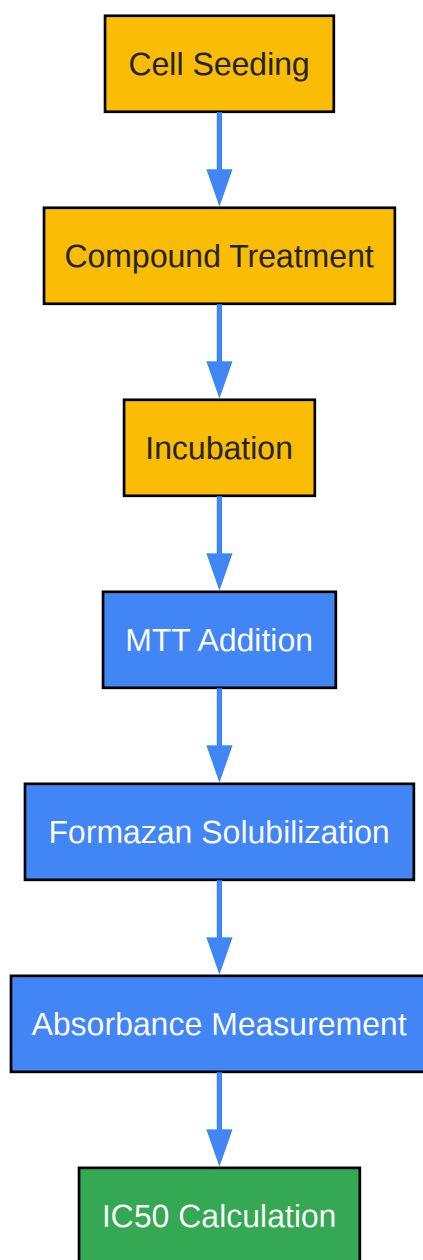 Cell Seeding
Compound Treatment
Incubation
MTT Addition
Formazan Solubilization
Absorbance Measurement
IC50 Calculation